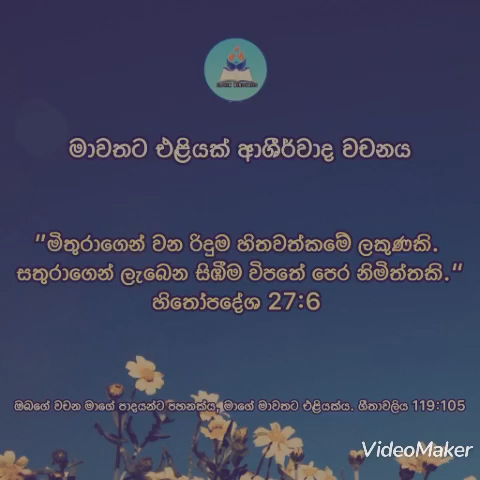 මාවතට එළියක් ආශීර්වාද වචනය
"මිතුරාගෙන් වන රිදුම හිතවත්කමේ ලකුණකි.
සතුරාගෙන් ලැබෙන සිඹීම විපතේ පෙර නිමිත්තකි."
හිතෝපදේශ 27:6
ඔබගේ වචන මාගේ පාදයන්ට පහනක්ය, මාගේ මාවතට එළියක්ය. ගීතාවලිය 119:105
VideoMaker